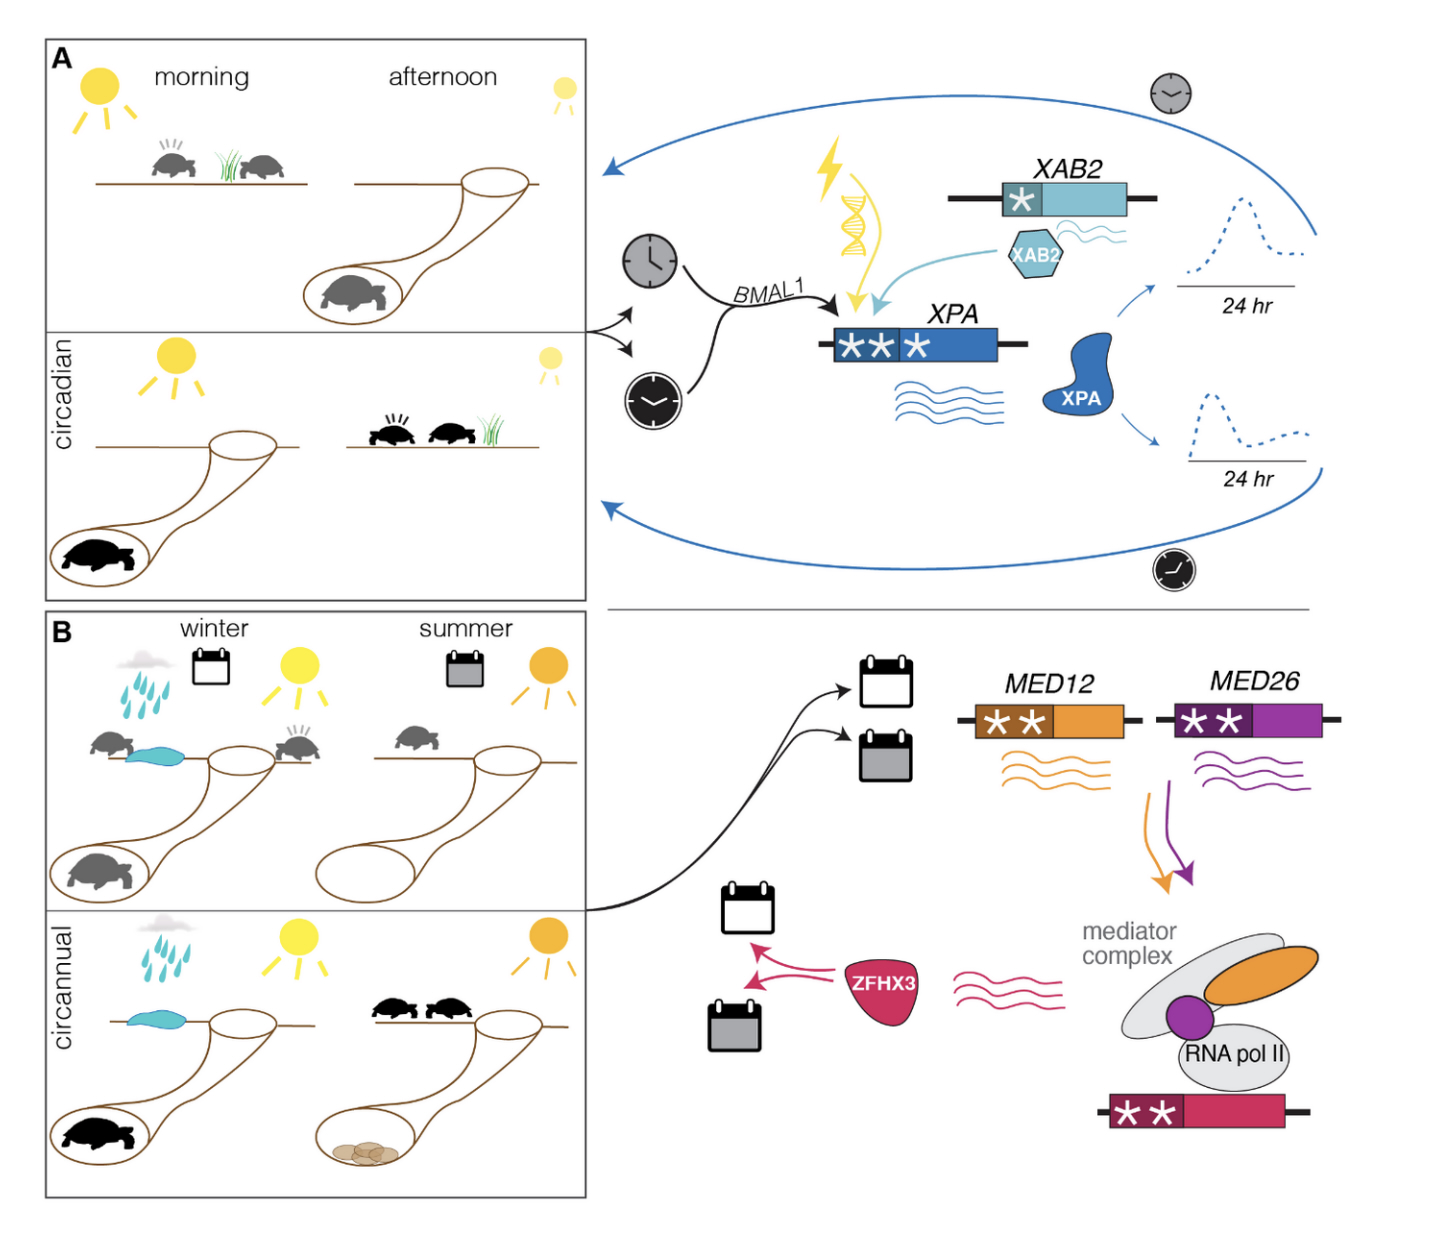 A
morning
afternoon
circadian
BMAL1
XAB2
XAB2
XPA
XPA
24 hr
24 hr
B
winter
summer
circannual
MED12
MED26
mediator
complex
ZFHX3
RNA pol II